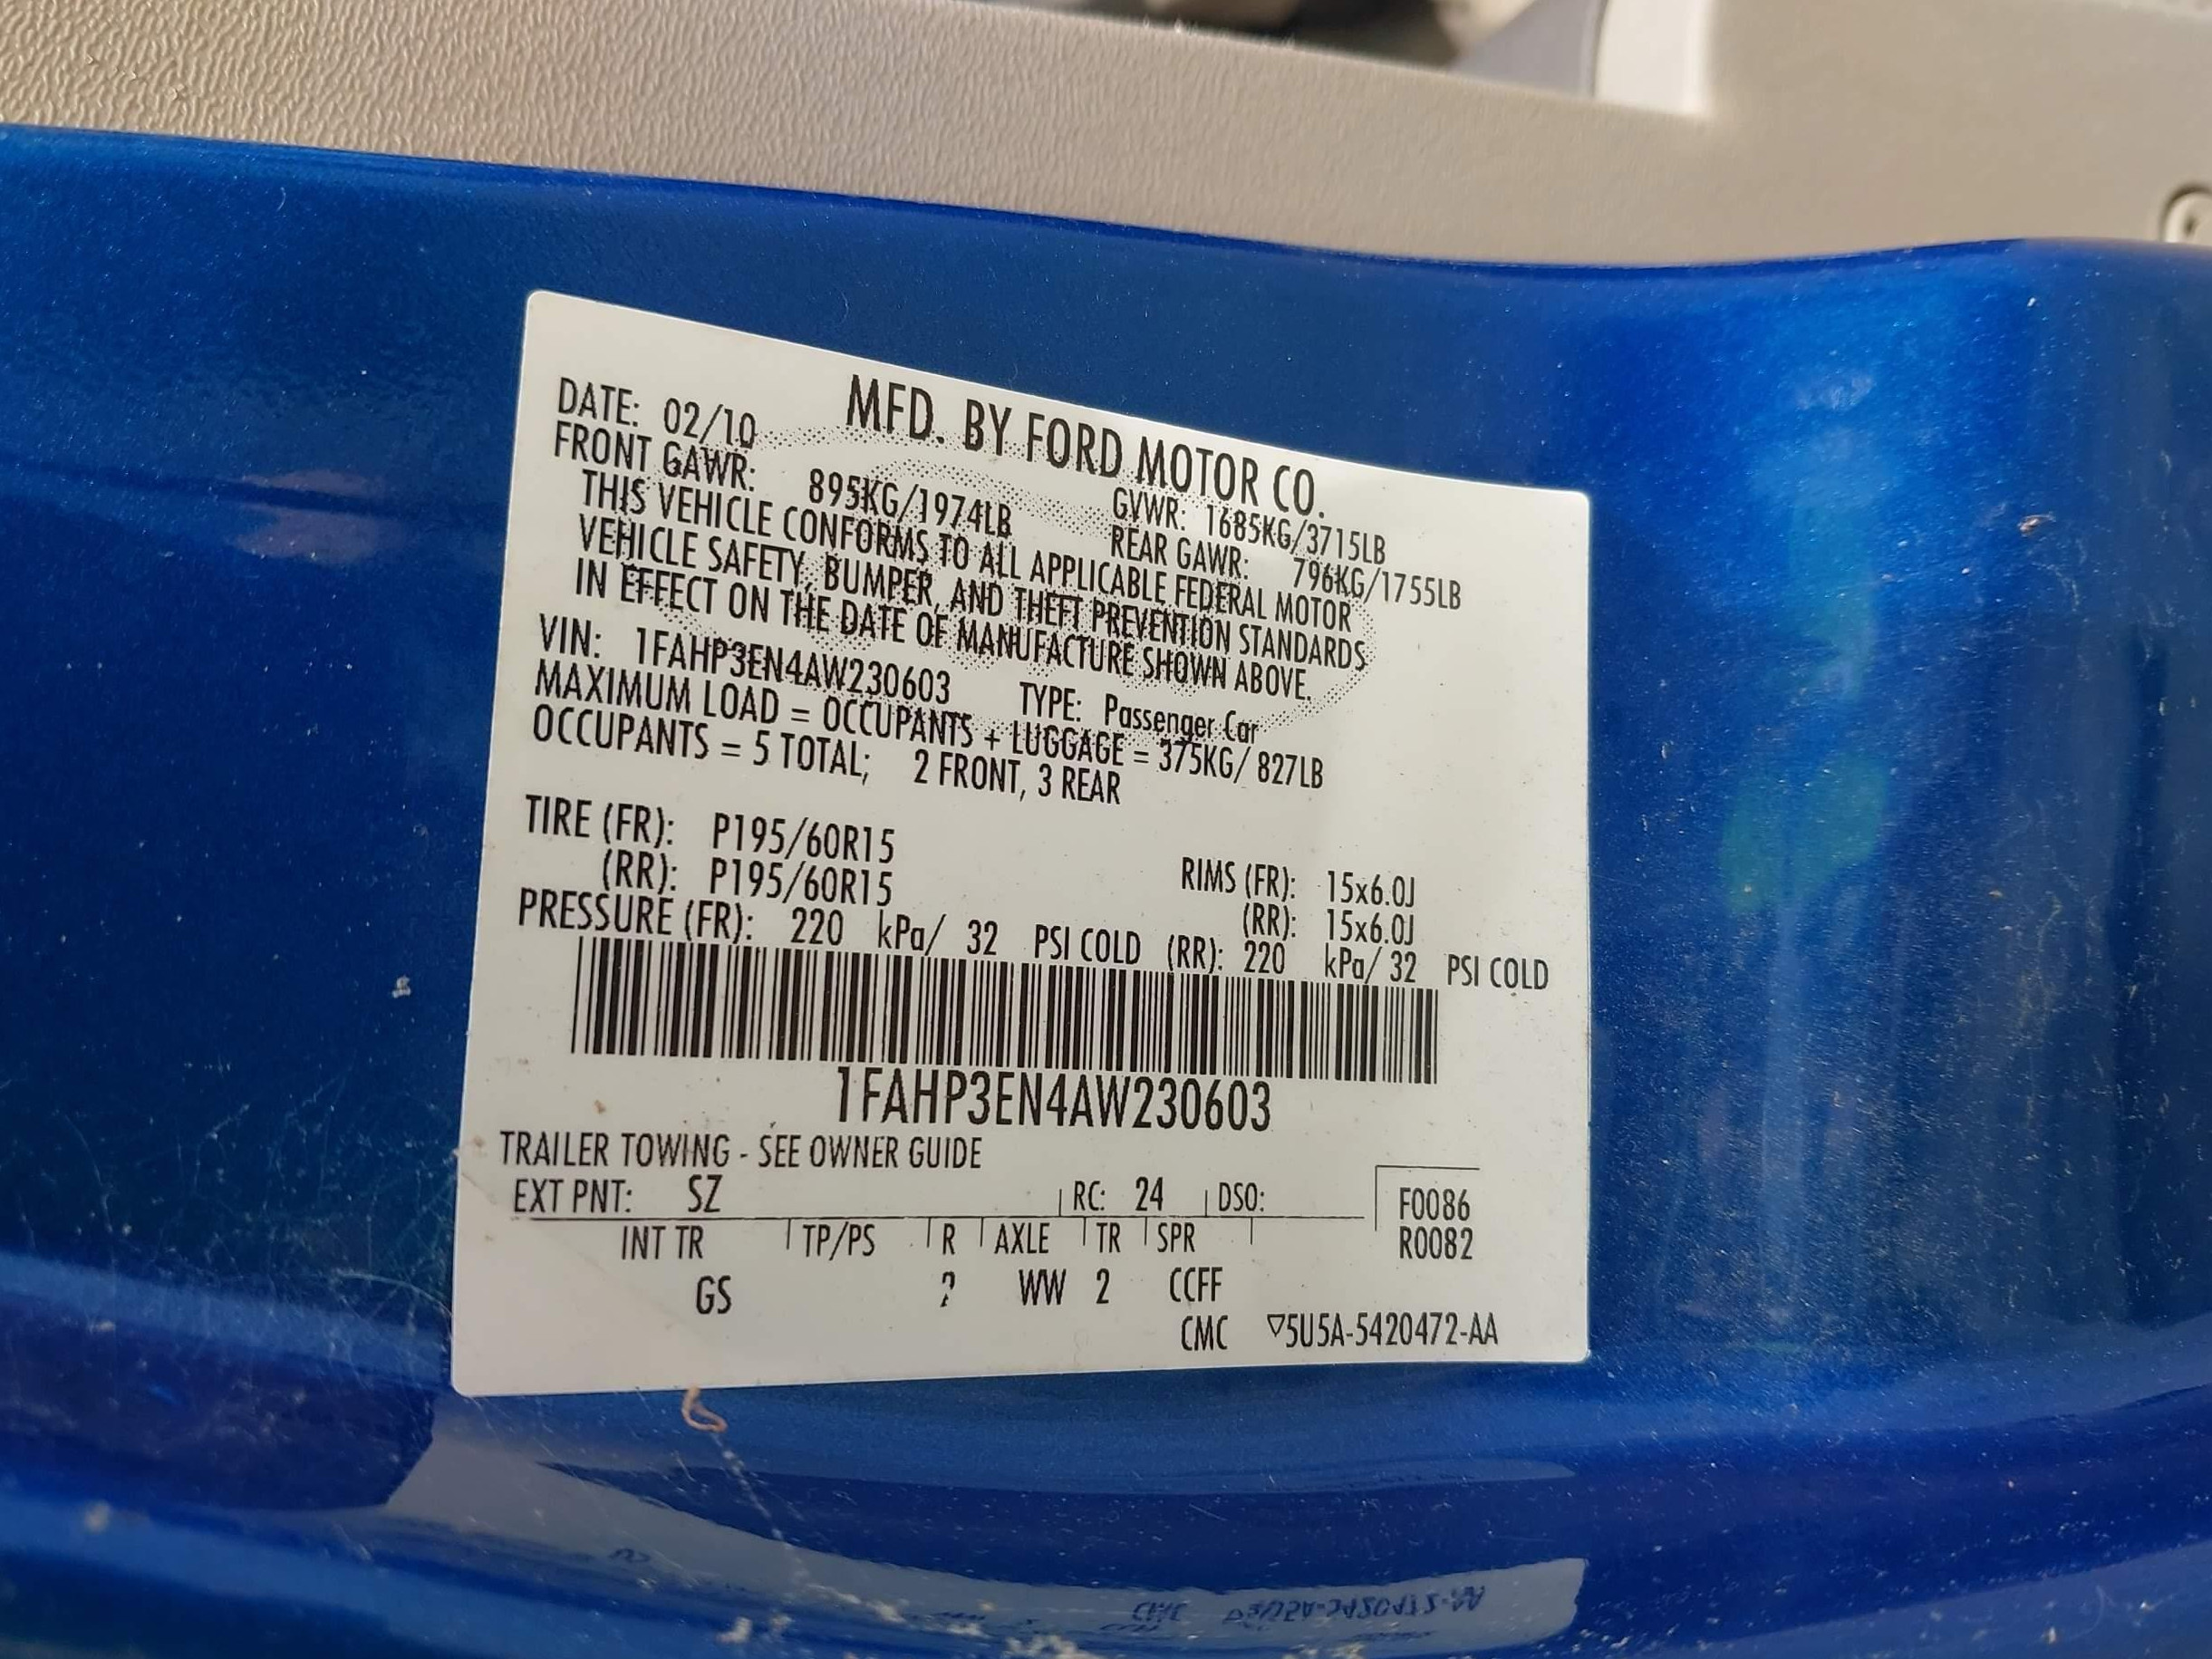 MFD. BY FORD MOTOR CO.
DATE: 02/10 GVWR: 1685KG/3715LB
FRONT GAWR: 895KG/1974LB REAR GAWR: 796KG/1755LB
THIS VEHICLE CONFORMS TO ALL APPLICABLE FEDERAL MOTOR
VEHICLE SAFETY, BUMPER, AND THEFT PREVENTION STANDARDS
IN EFFECT ON THE DATE OF MANUFACTURE SHOWN ABOVE.
VIN: 1FAHP3EN4AW230603 TYPE: Passenger Car
MAXIMUM LOAD = OCCUPANTS + LUGGAGE = 375KG/ 827LB
OCCUPANTS = 5 TOTAL; 2 FRONT, 3 REAR
TIRE (FR): P195/60R15 RIMS (FR): 15x6.0J
(RR): P195/60R15 (RR): 15x6.0J
PRESSURE (FR): 220 kPa/ 32 PSI COLD (RR): 220 kPa/ 32 PSI COLD
1FAHP3EN4AW230603
TRAILER TOWING - SEE OWNER GUIDE
EXT PNT: SZ RC: 24 DSO: F0086
INT TR TP/PS R AXLE TR SPR R0082
GS ? WW 2 CCFF
CMC ▽5U5A-5420472-AA